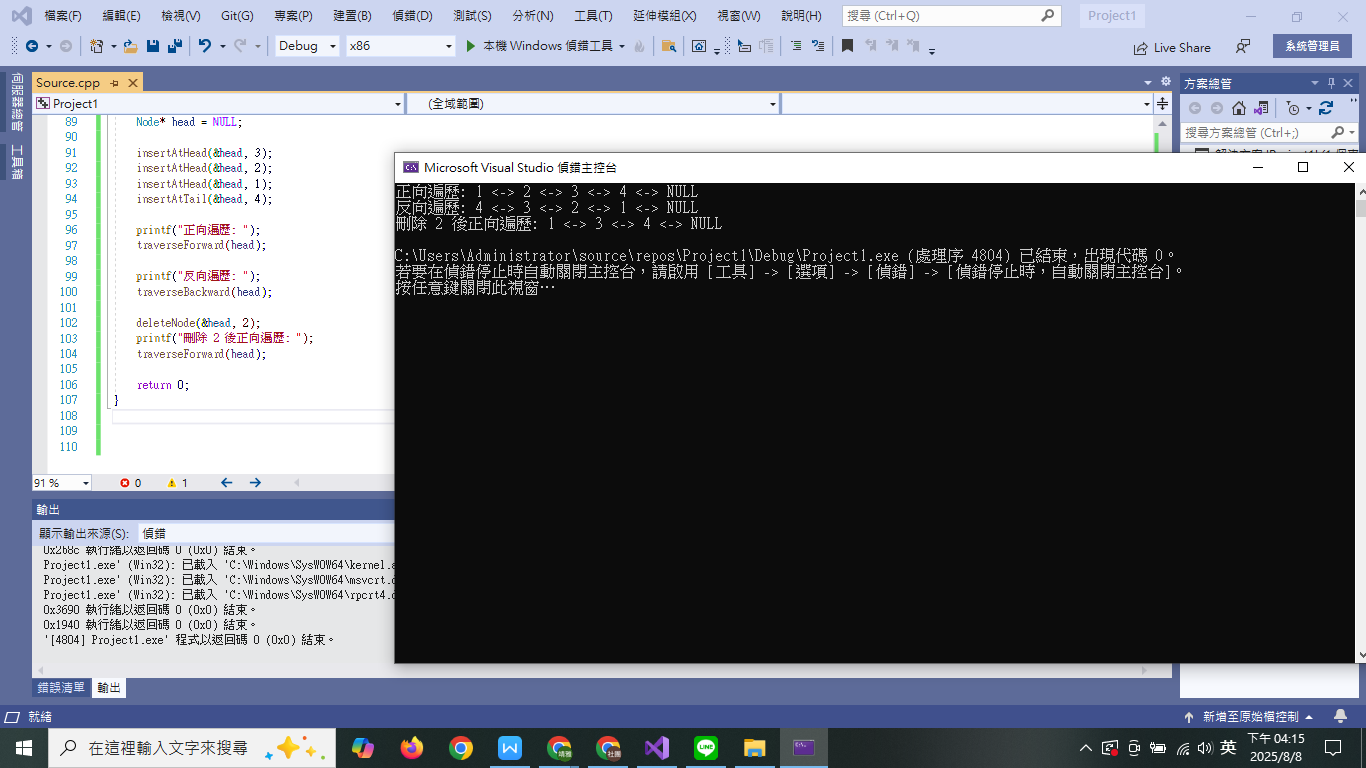 檔案(F) 編輯(E) 檢視(V) Git(G) 專案(P) 建置(B) 偵錯(D) 測試(S) 分析(N) 工具(T) 延伸模組(X) 視窗(W) 說明(H) 搜尋 (Ctrl+Q) Project1
Debug x86 本機 Windows 偵錯工具 Live Share 系統管理員
伺服器總管
工具箱
Source.cpp
Project1 (全域範圍)
89 Node* head = NULL;
90
91 insertAtHead(&head, 3);
92 insertAtHead(&head, 2);
93 insertAtHead(&head, 1);
94 insertAtTail(&head, 4);
95
96 printf("正向遍歷: ");
97 traverseForward(head);
98
99 printf("反向遍歷: ");
100 traverseBackward(head);
101
102 deleteNode(&head, 2);
103 printf("刪除 2 後正向遍歷: ");
104 traverseForward(head);
105
106 return 0;
107 }
108
109
110
91 % 0 1
方案總管
搜尋方案總管 (Ctrl+;)
Microsoft Visual Studio 偵錯主控台
正向遍歷: 1 <-> 2 <-> 3 <-> 4 <-> NULL
反向遍歷: 4 <-> 3 <-> 2 <-> 1 <-> NULL
刪除 2 後正向遍歷: 1 <-> 3 <-> 4 <-> NULL
C:\Users\Administrator\source\repos\Project1\Debug\Project1.exe (處理序 4804) 已結束，出現代碼 0。
若要在偵錯停止時自動關閉主控台，請啟用 [工具] -> [選項] -> [偵錯] -> [偵錯停止時，自動關閉主控台]。
按任意鍵關閉此視窗…
輸出
顯示輸出來源(S): 偵錯
0x268c 執行緒以返回碼 0 (0x0) 結束。
Project1.exe' (Win32): 已載入 'C:\Windows\SysWOW64\kernel.a
Project1.exe' (Win32): 已載入 'C:\Windows\SysWOW64\msvcrt.d
Project1.exe' (Win32): 已載入 'C:\Windows\SysWOW64\rpcrt4.d
0x3690 執行緒以返回碼 0 (0x0) 結束。
0x1940 執行緒以返回碼 0 (0x0) 結束。
'[4804] Project1.exe' 程式以返回碼 0 (0x0) 結束。
錯誤清單 輸出
就緒 新增至原始檔控制
在這裡輸入文字來搜尋 英 下午 04:15
2025/8/8